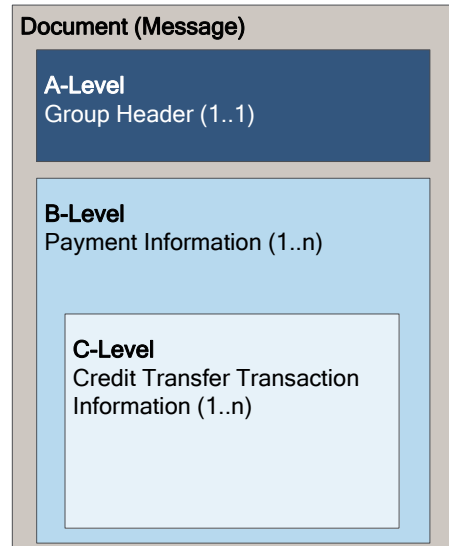 Document (Message)
A-Level
Group Header (1..1)
B-Level
Payment Information (1..n)
C-Level
Credit Transfer Transaction
Information (1..n)